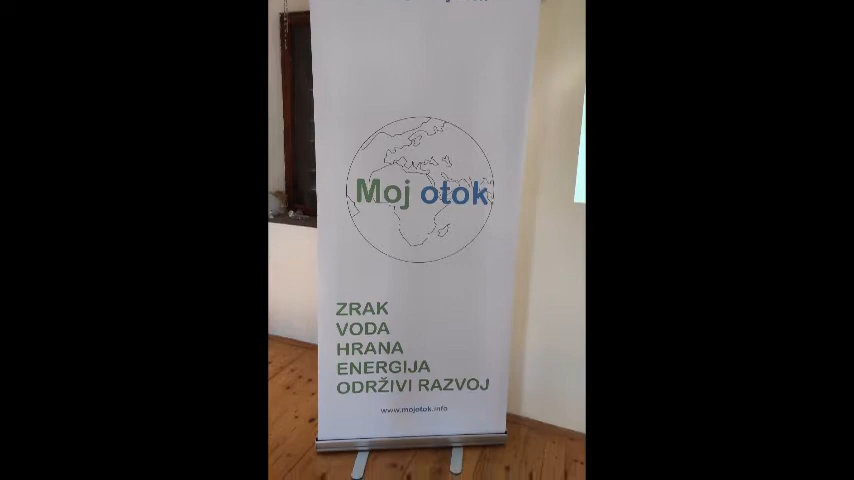 Moj otok
ZRAK
VODA
HRANA
ENERGIJA
ODRŽIVI RAZVOJ
www.mojotok.info